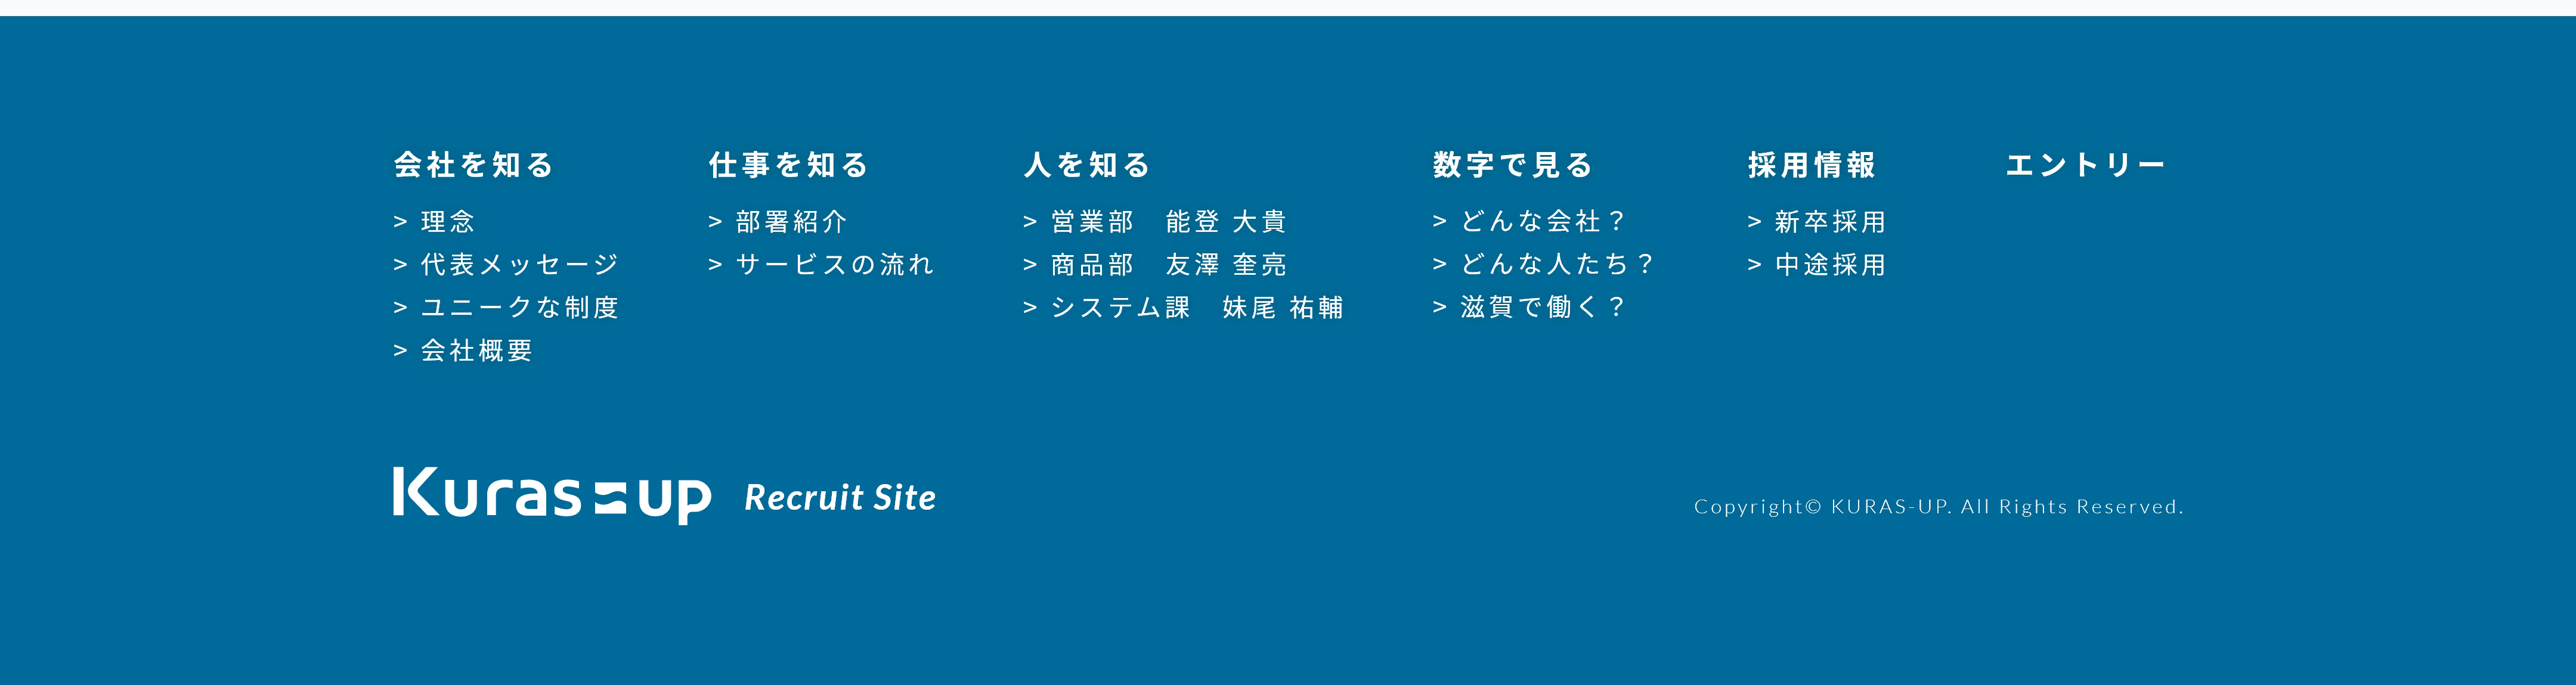 会社を知る
> 理念
> 代表メッセージ
> ユニークな制度
> 会社概要
仕事を知る
> 部署紹介
> サービスの流れ
人を知る
> 営業部　能登 大貴
> 商品部　友澤 奎亮
> システム課　妹尾 祐輔
数字で見る
> どんな会社？
> どんな人たち？
> 滋賀で働く？
採用情報
> 新卒採用
> 中途採用
エントリー
Kuras-up Recruit Site
Copyright© KURAS-UP. All Rights Reserved.